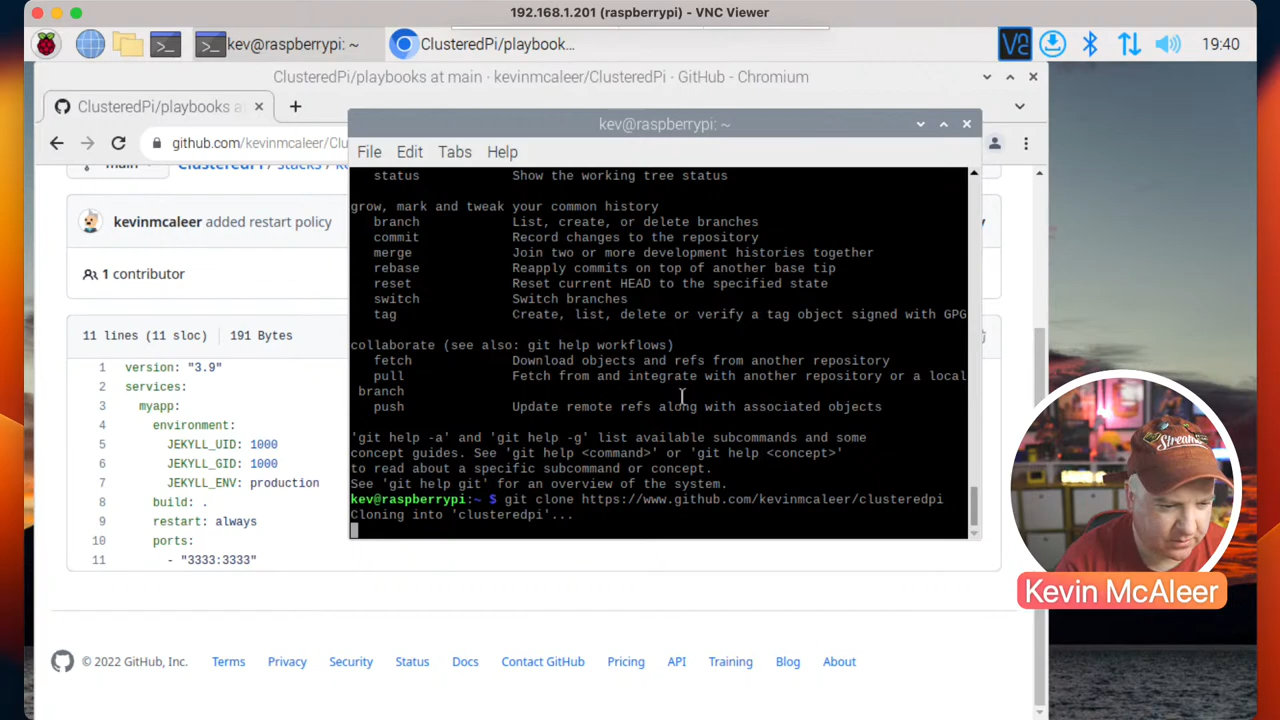 192.168.1.201 (raspberrypi) - VNC Viewer
kev@raspberrypi: ~
ClusteredPi/playbook...
19:40
ClusteredPi/playbooks at main · kevinmcaleer/ClusteredPi · GitHub - Chromium
ClusteredPi/playbooks a
github.com/kevinmcaleer/Clu
main
ClusteredPi / stacks /
kevinmcaleer added restart policy
1 contributor
11 lines (11 sloc)
191 Bytes
1 version: "3.9"
2 services:
3 myapp:
4 environment:
5 JEKYLL_UID: 1000
6 JEKYLL_GID: 1000
7 JEKYLL_ENV: production
8 build: .
9 restart: always
10 ports:
11 - "3333:3333"
kev@raspberrypi: ~
File Edit Tabs Help
status Show the working tree status
grow, mark and tweak your common history
branch List, create, or delete branches
commit Record changes to the repository
merge Join two or more development histories together
rebase Reapply commits on top of another base tip
reset Reset current HEAD to the specified state
switch Switch branches
tag Create, list, delete or verify a tag object signed with GPG
collaborate (see also: git help workflows)
fetch Download objects and refs from another repository
pull Fetch from and integrate with another repository or a local
branch
push Update remote refs along with associated objects
'git help -a' and 'git help -g' list available subcommands and some
concept guides. See 'git help <command>' or 'git help <concept>'
to read about a specific subcommand or concept.
See 'git help git' for an overview of the system.
kev@raspberrypi:~ $ git clone https://www.github.com/kevinmcaleer/clusteredpi
Cloning into 'clusteredpi'...
Streams
Kevin McAleer
© 2022 GitHub, Inc.
Terms
Privacy
Security
Status
Docs
Contact GitHub
Pricing
API
Training
Blog
About